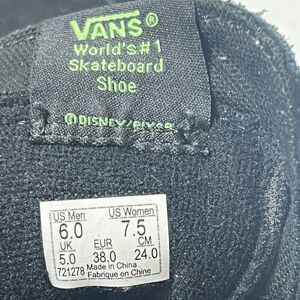 VANS®
World's #1
Skateboard
Shoe
©DISNEY/PIXAR
US Men US Women
6.0 7.5
UK EUR CM
5.0 38.0 24.0
721278 Made in China
Fabrique en Chine